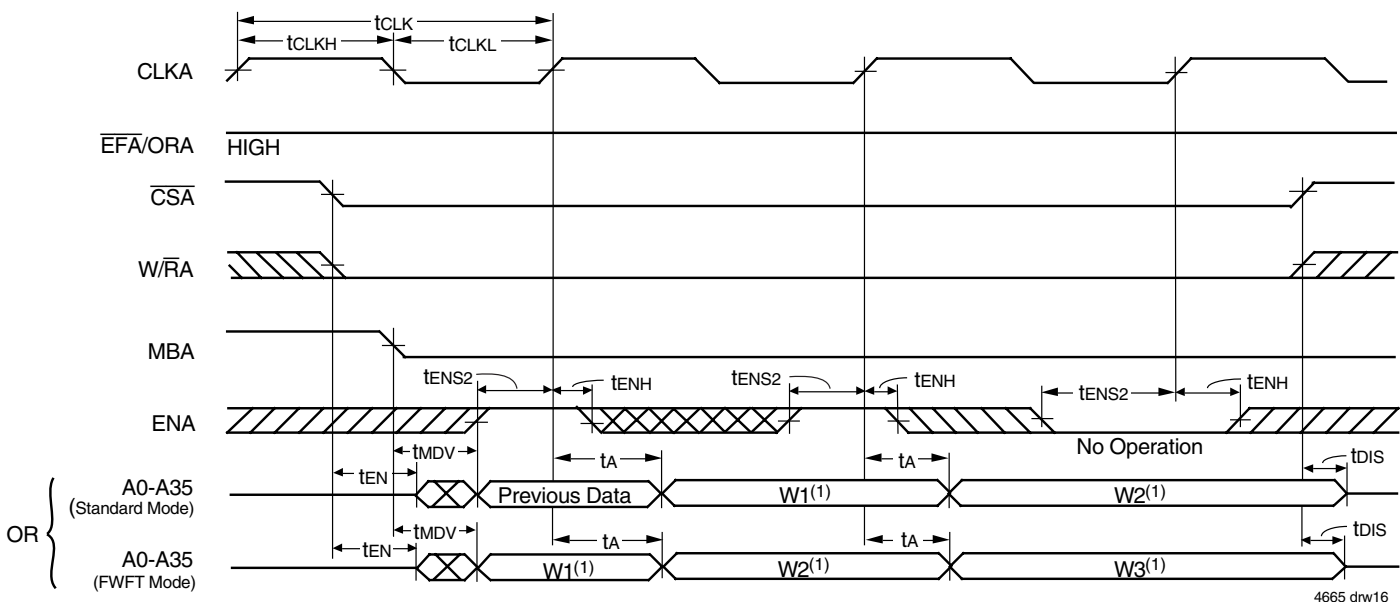 tCLK
tCLKH tCLKL
CLKA
EFA/ORA HIGH
CSA
W/RA
MBA
tENS2 tENH tENS2 tENH tENS2 tENH
ENA
No Operation
tMDV
tEN tA tA tDIS
A0-A35 Previous Data W1(1) W2(1)
(Standard Mode)
OR
tMDV
tEN tA tA tDIS
A0-A35 W1(1) W2(1) W3(1)
(FWFT Mode)
4665 drw16